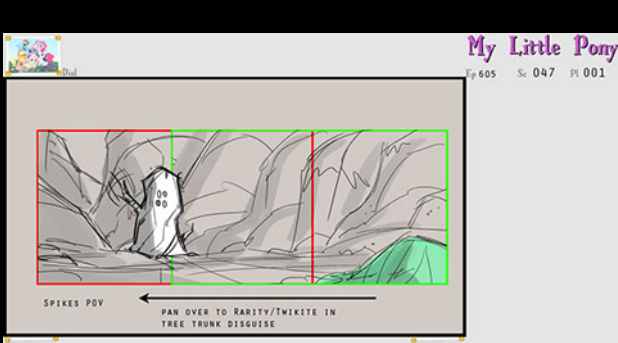 My Little Pony
Dial
Ep 605 Sc 047 Pl 001
SPIKES POV
PAN OVER TO RARITY/TWIKITE IN
TREE TRUNK DISGUISE